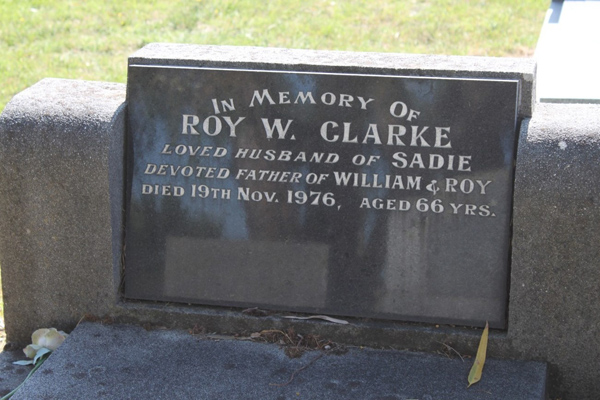 In Memory Of
ROY W. CLARKE
LOVED HUSBAND OF SADIE
DEVOTED FATHER OF WILLIAM & ROY
DIED 19TH NOV. 1976, AGED 66 YRS.